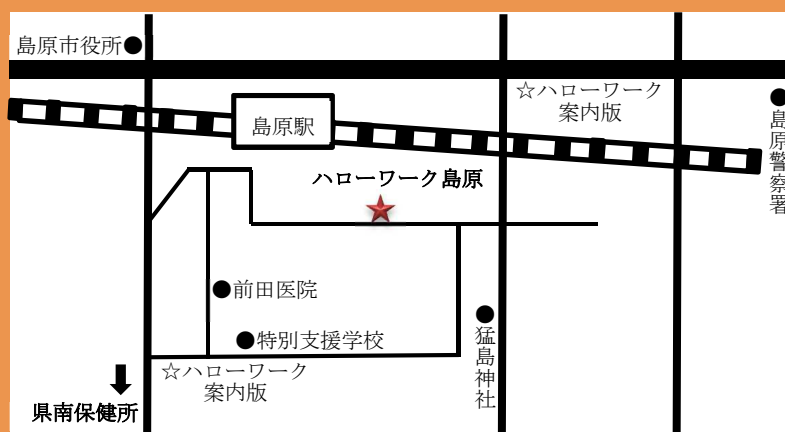 島原市役所●
☆ハローワーク
案内版
島原駅
●島原警察署
ハローワーク島原
●前田医院
●特別支援学校
●猛島神社
☆ハローワーク
案内版
県南保健所